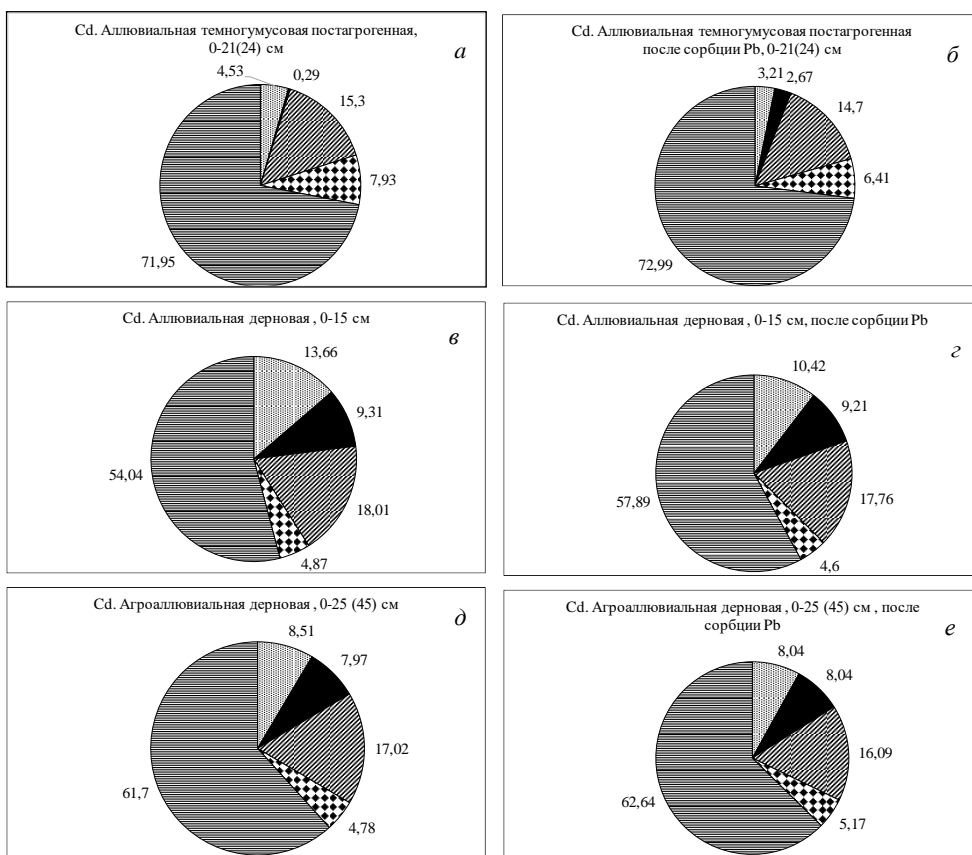 Cd. Аллювиальная темногумусовая постагрогенная,
0-21(24) см
а
4,53
0,29
15,3
7,93
71,95
Cd. Аллювиальная темногумусовая постагрогенная
после сорбции Pb, 0-21(24) см
б
3,21
2,67
14,7
6,41
72,99
Cd. Аллювиальная дерновая , 0-15 см
в
13,66
9,31
18,01
4,87
54,04
Cd. Аллювиальная дерновая , 0-15 см, после сорбции Pb
г
10,42
9,21
17,76
4,6
57,89
Cd. Агроаллювиальная дерновая , 0-25 (45) см
д
8,51
7,97
17,02
4,78
61,7
Cd. Агроаллювиальная дерновая , 0-25 (45) см , после
сорбции Pb
е
8,04
8,04
16,09
5,17
62,64